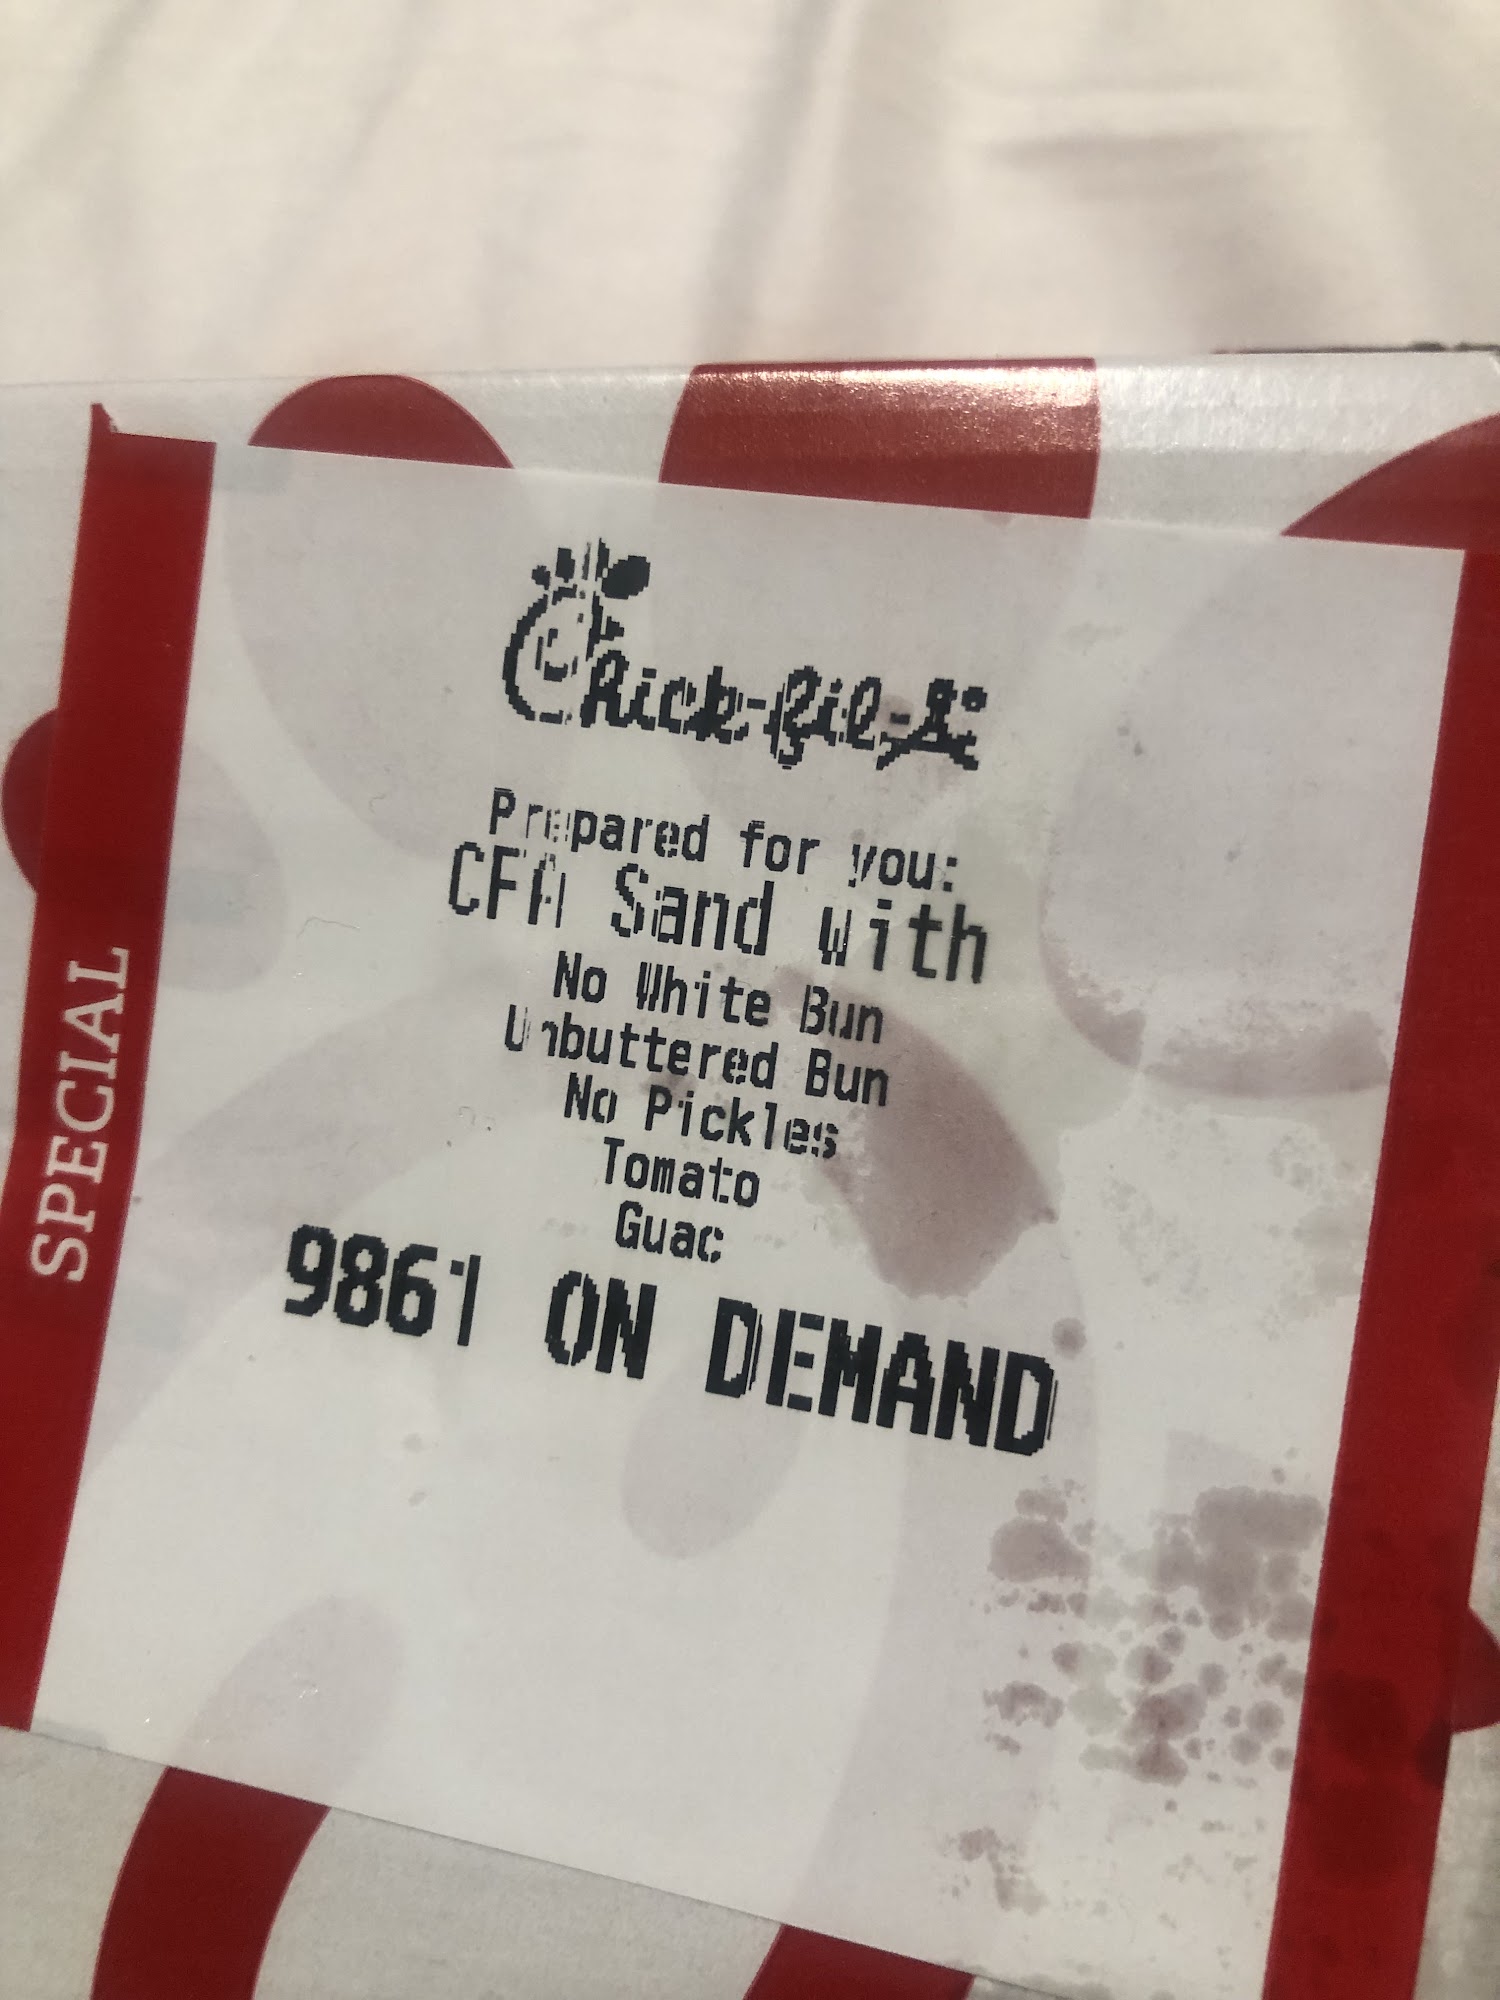 Chick-fil-A
Prepared for you:
CFA Sand with
No White Bun
Unbuttered Bun
No Pickles
Tomato
Guac
9861 ON DEMAND
SPECIAL